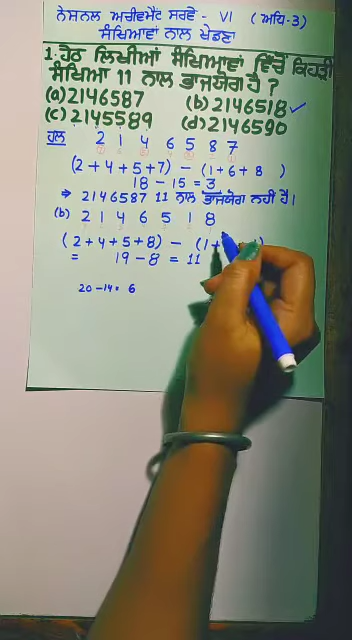 ਨੇਸ਼ਨਲ ਅਚੀਵਮੈਂਟ ਸਰਵੇ - VI (ਅਧਿ-3)
ਸੰਖਿਆਵਾਂ ਨਾਲ ਖੇਡਣਾ
1. ਹੇਠ ਲਿਖੀਆਂ ਸੰਖਿਆਵਾਂ ਵਿੱਚੋਂ ਕਿਹੜੀ
ਸੰਖਿਆ 11 ਨਾਲ ਭਾਜਯੋਗ ਹੈ ?
(a) 2146587 (b) 2146518 ✓
(c) 2145589 (d) 2146590
ਹਲ 2 1 4 6 5 8 7
(2+4+5+7) - (1+6+8 )
18 - 15 = 3
⇒ 2146587 11 ਨਾਲ ਭਾਜਯੋਗ ਨਹੀਂ ਹੈ।
(b) 2 1 4 6 5 1 8
(2+4+5+8) - (1+
= 19 - 8 = 11
20 - 14 = 6